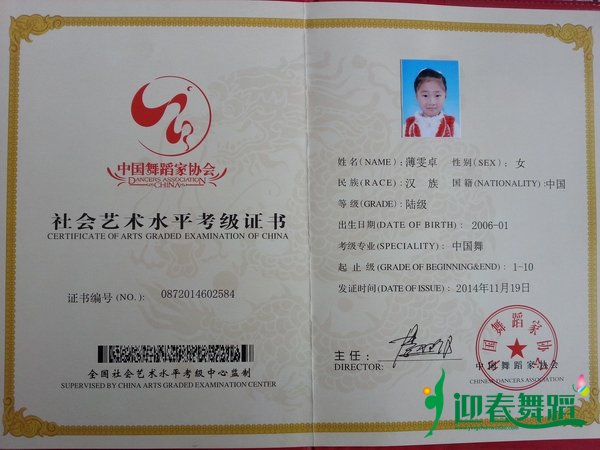 中国舞蹈家协会
DANCERS ASSOCIATION
CHINA
社会艺术水平考级证书
CERTIFICATE OF ARTS GRADED EXAMINATION OF CHINA
证书编号 (NO.): 0872014602584
全国社会艺术水平考级中心监制
SUPERVISED BY CHINA ARTS GRADED EXAMINATION CENTER
姓名(NAME): 薄雯卓 性别(SEX): 女
民族(RACE): 汉 族 国籍(NATIONALITY):中国
等级(GRADE): 陆级
出生日期(DATE OF BIRTH): 2006-01
考级专业(SPECIALITY): 中国舞
起止级(GRADE OF BEGINNING&END): 1-10
发证时间(DATE OF ISSUE): 2014年11月19日
主任:
DIRECTOR:
中国舞蹈家协会
中国舞蹈家协会
CHINESE DANCERS ASSOCIATION
迎春舞蹈